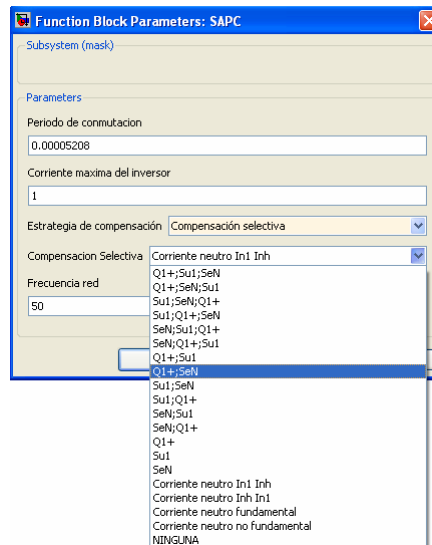 Function Block Parameters: SAPC
Subsystem (mask)
Parameters
Periodo de conmutacion
0.00005208
Corriente maxima del inversor
1
Estrategia de compensación Compensación selectiva
Compensacion Selectiva Corriente neutro In1 Inh
Frecuencia red
50
Q1+;Su1;SeN
Q1+;SeN;Su1
Su1;SeN;Q1+
Su1;Q1+;SeN
SeN;Su1;Q1+
SeN;Q1+;Su1
Q1+;Su1
Q1+;SeN
Su1;SeN
Su1;Q1+
SeN;Su1
SeN;Q1+
Q1+
Su1
SeN
Corriente neutro In1 Inh
Corriente neutro Inh In1
Corriente neutro fundamental
Corriente neutro no fundamental
NINGUNA